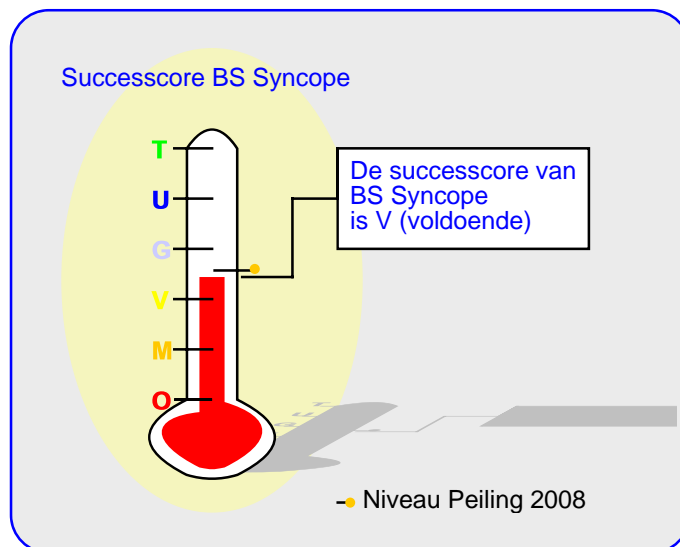 Successcore BS Syncope
T
U
G
V
M
O
De successcore van
BS Syncope
is V (voldoende)
Niveau Peiling 2008